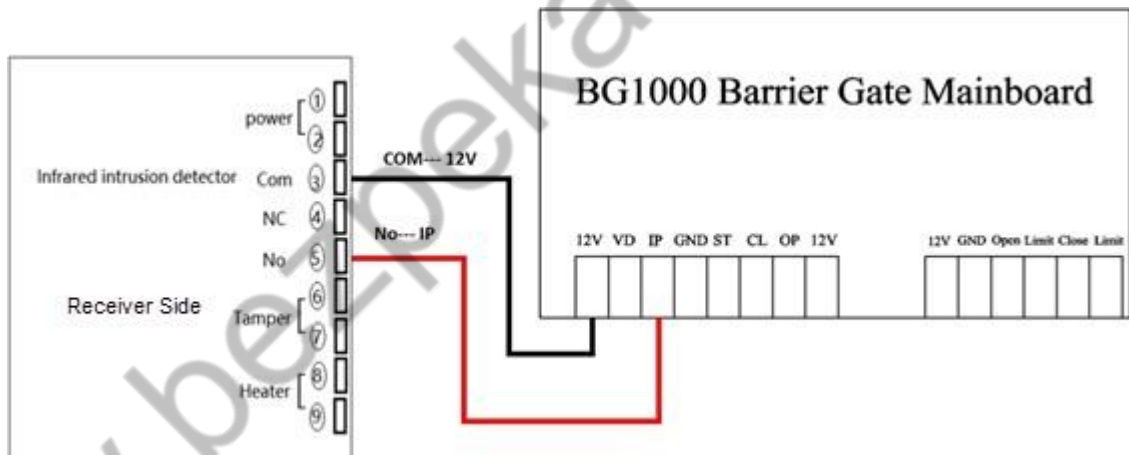 BG1000 Barrier Gate Mainboard
12V VD IP GND ST CL OP 12V
12V GND Open Limit Close Limit
COM--- 12V
No--- IP
Infrared intrusion detector
Receiver Side
power
Com
NC
No
Tamper
Heater
①
②
③
④
⑤
⑥
⑦
⑧
⑨
bezpeka